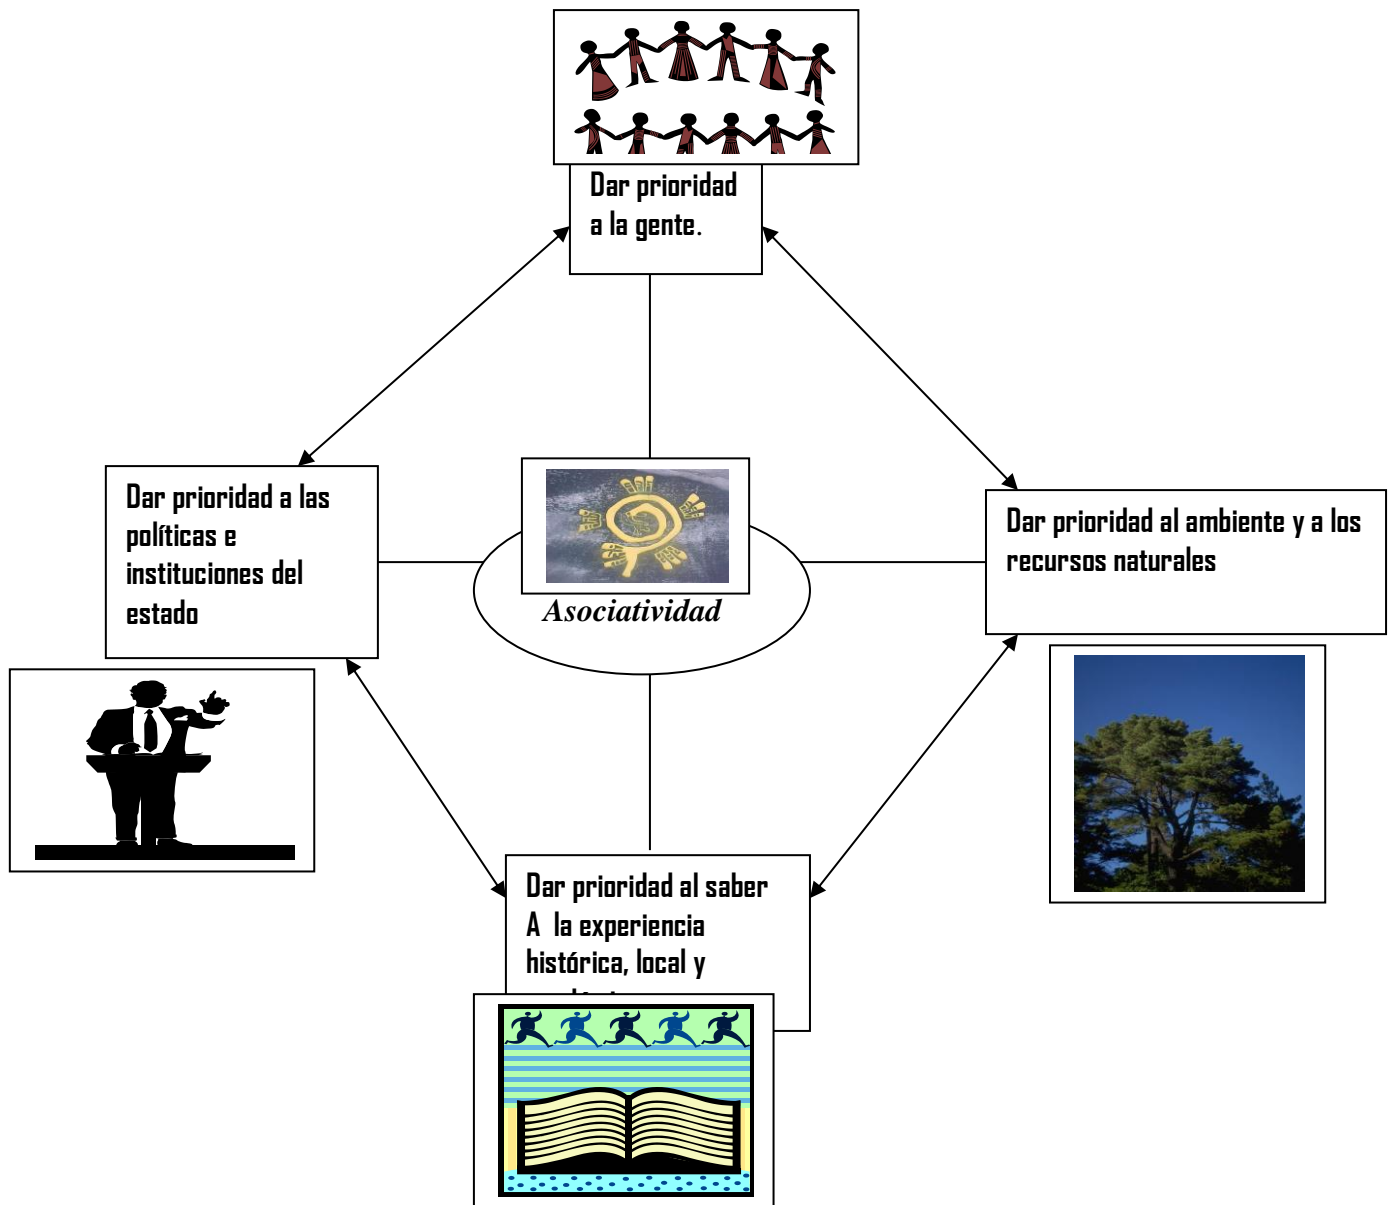 Dar prioridad
a la gente.
Dar prioridad a las
políticas e
instituciones del
estado
Asociatividad
Dar prioridad al ambiente y a los
recursos naturales
Dar prioridad al saber
A la experiencia
histórica, local y